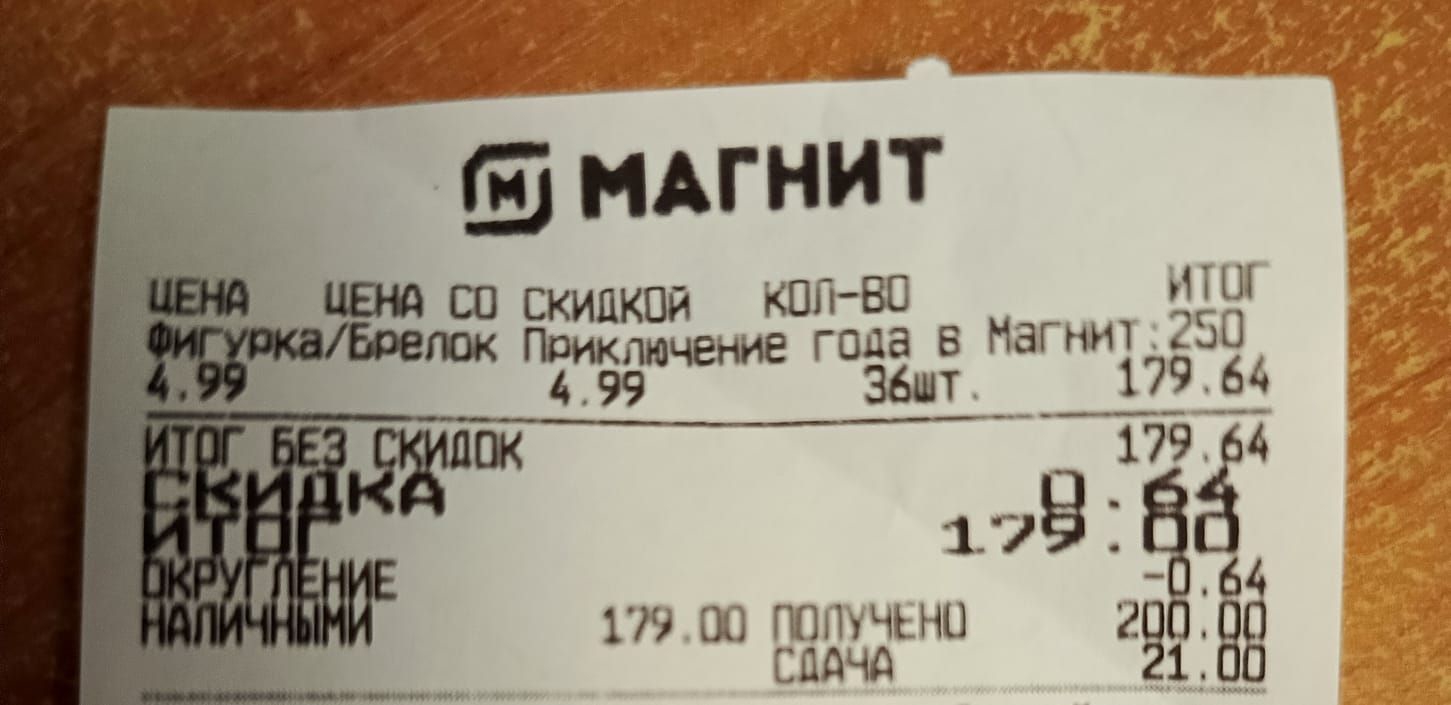 М МАГНИТ
ЦЕНА ЦЕНА СО СКИДКОЙ КОЛ-ВО ИТОГ
Фигурка/Брелок Приключение года в Магнит:250
4.99 4.99 36шт. 179.64
ИТОГ БЕЗ СКИДОК 179.64
СКИДКА 0.64
ИТОГ 179.00
ОКРУГЛЕНИЕ -0.64
НАЛИЧНЫМИ 179.00 ПОЛУЧЕНО 200.00
СДАЧА 21.00